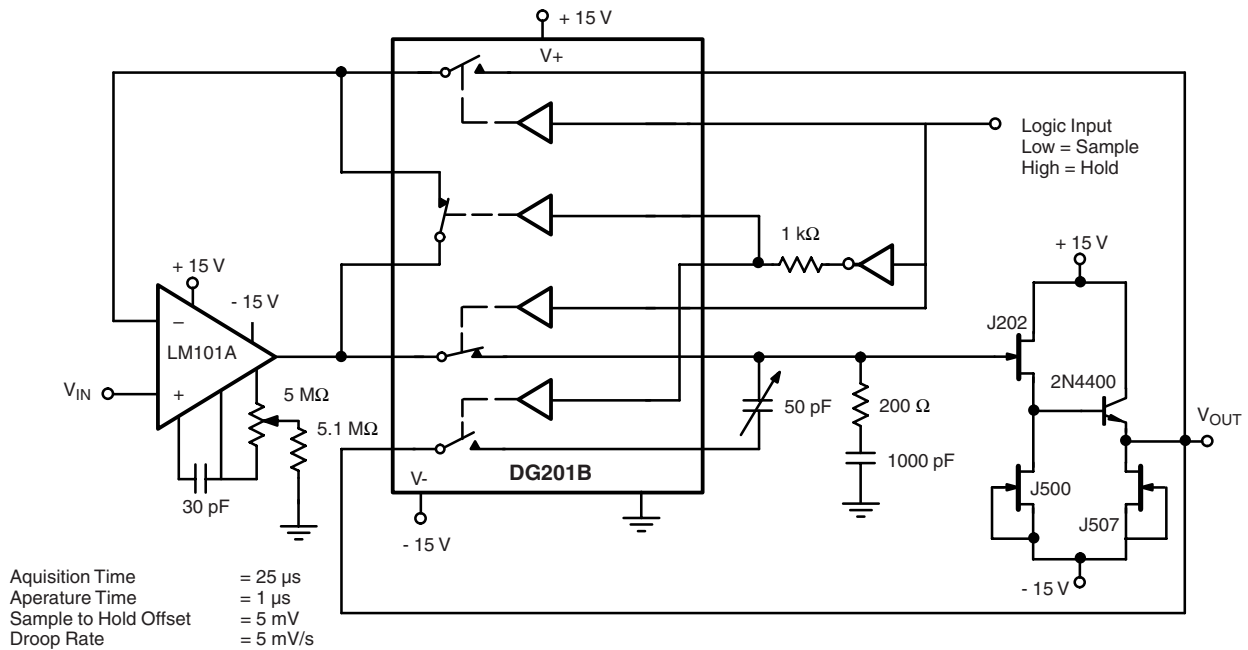 + 15 V
V+
Logic Input
Low = Sample
High = Hold
1 kΩ
+ 15 V
+ 15 V
- 15 V
J202
–
LM101A
2N4400
VIN
+
5 MΩ
50 pF
200 Ω
VOUT
5.1 MΩ
1000 pF
DG201B
V-
30 pF
J500
J507
- 15 V
- 15 V
Aquisition Time = 25 µs
Aperature Time = 1 µs
Sample to Hold Offset = 5 mV
Droop Rate = 5 mV/s